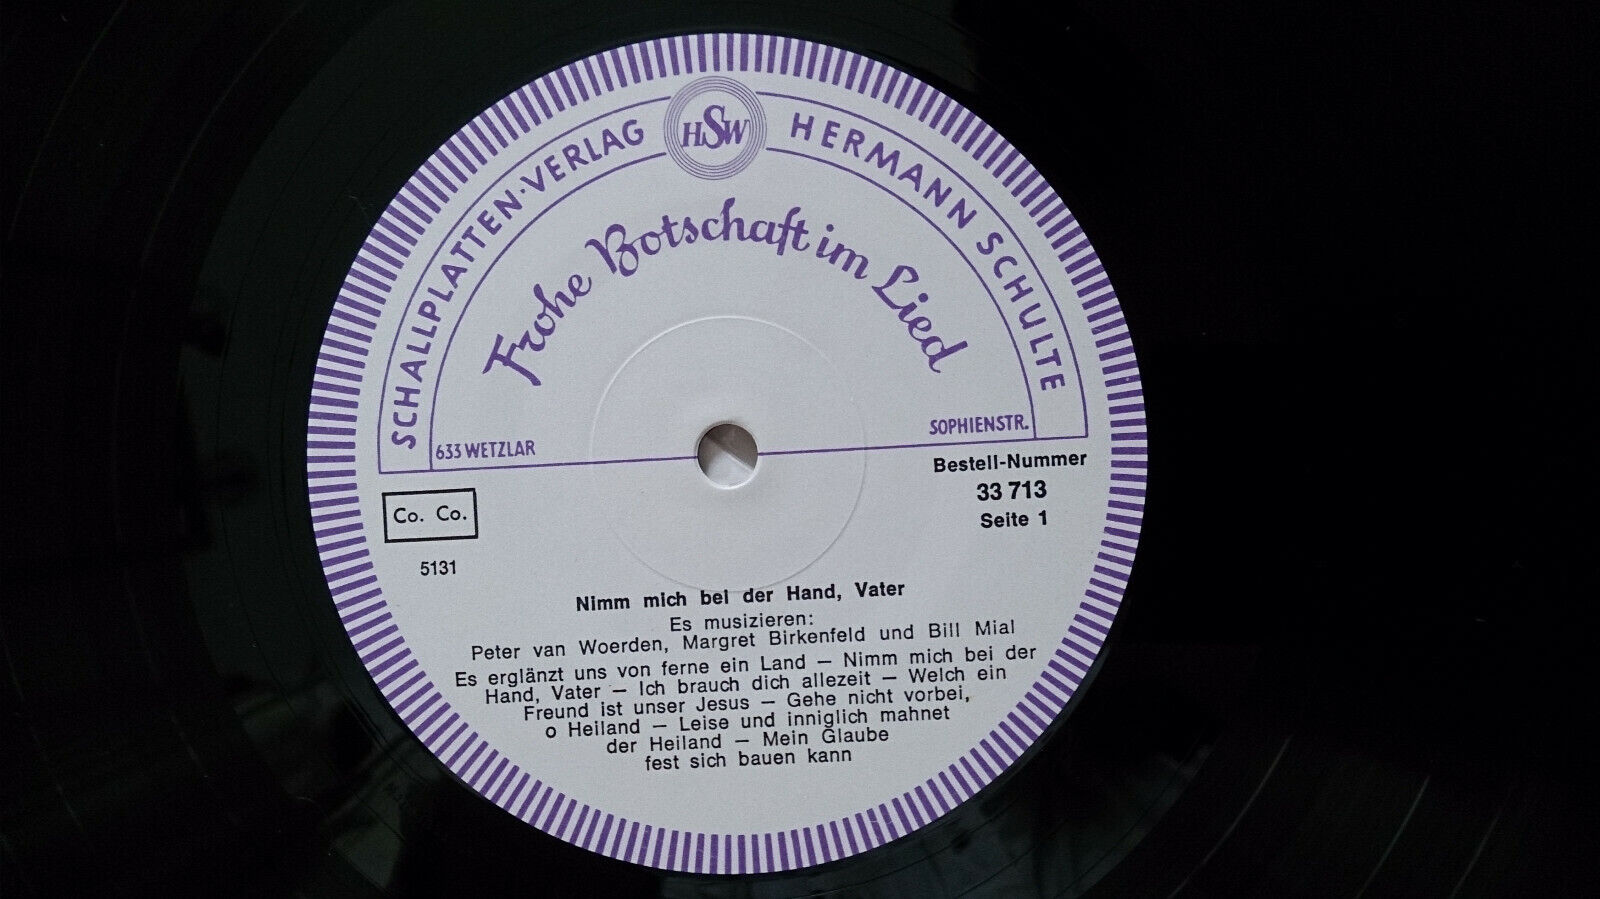 SCHALLPLATTEN-VERLAG HSW HERMANN SCHULTE
Frohe Botschaft im Lied
633 WETZLAR
SOPHIENSTR.
Bestell-Nummer
33 713
Seite 1
Co. Co.
5131
Nimm mich bei der Hand, Vater
Es musizieren:
Peter van Woerden, Margret Birkenfeld und Bill Mial
Es erglänzt uns von ferne ein Land – Nimm mich bei der
Hand, Vater – Ich brauch dich allezeit – Welch ein
Freund ist unser Jesus – Gehe nicht vorbei,
o Heiland – Leise und inniglich mahnet
der Heiland – Mein Glaube
fest sich bauen kann